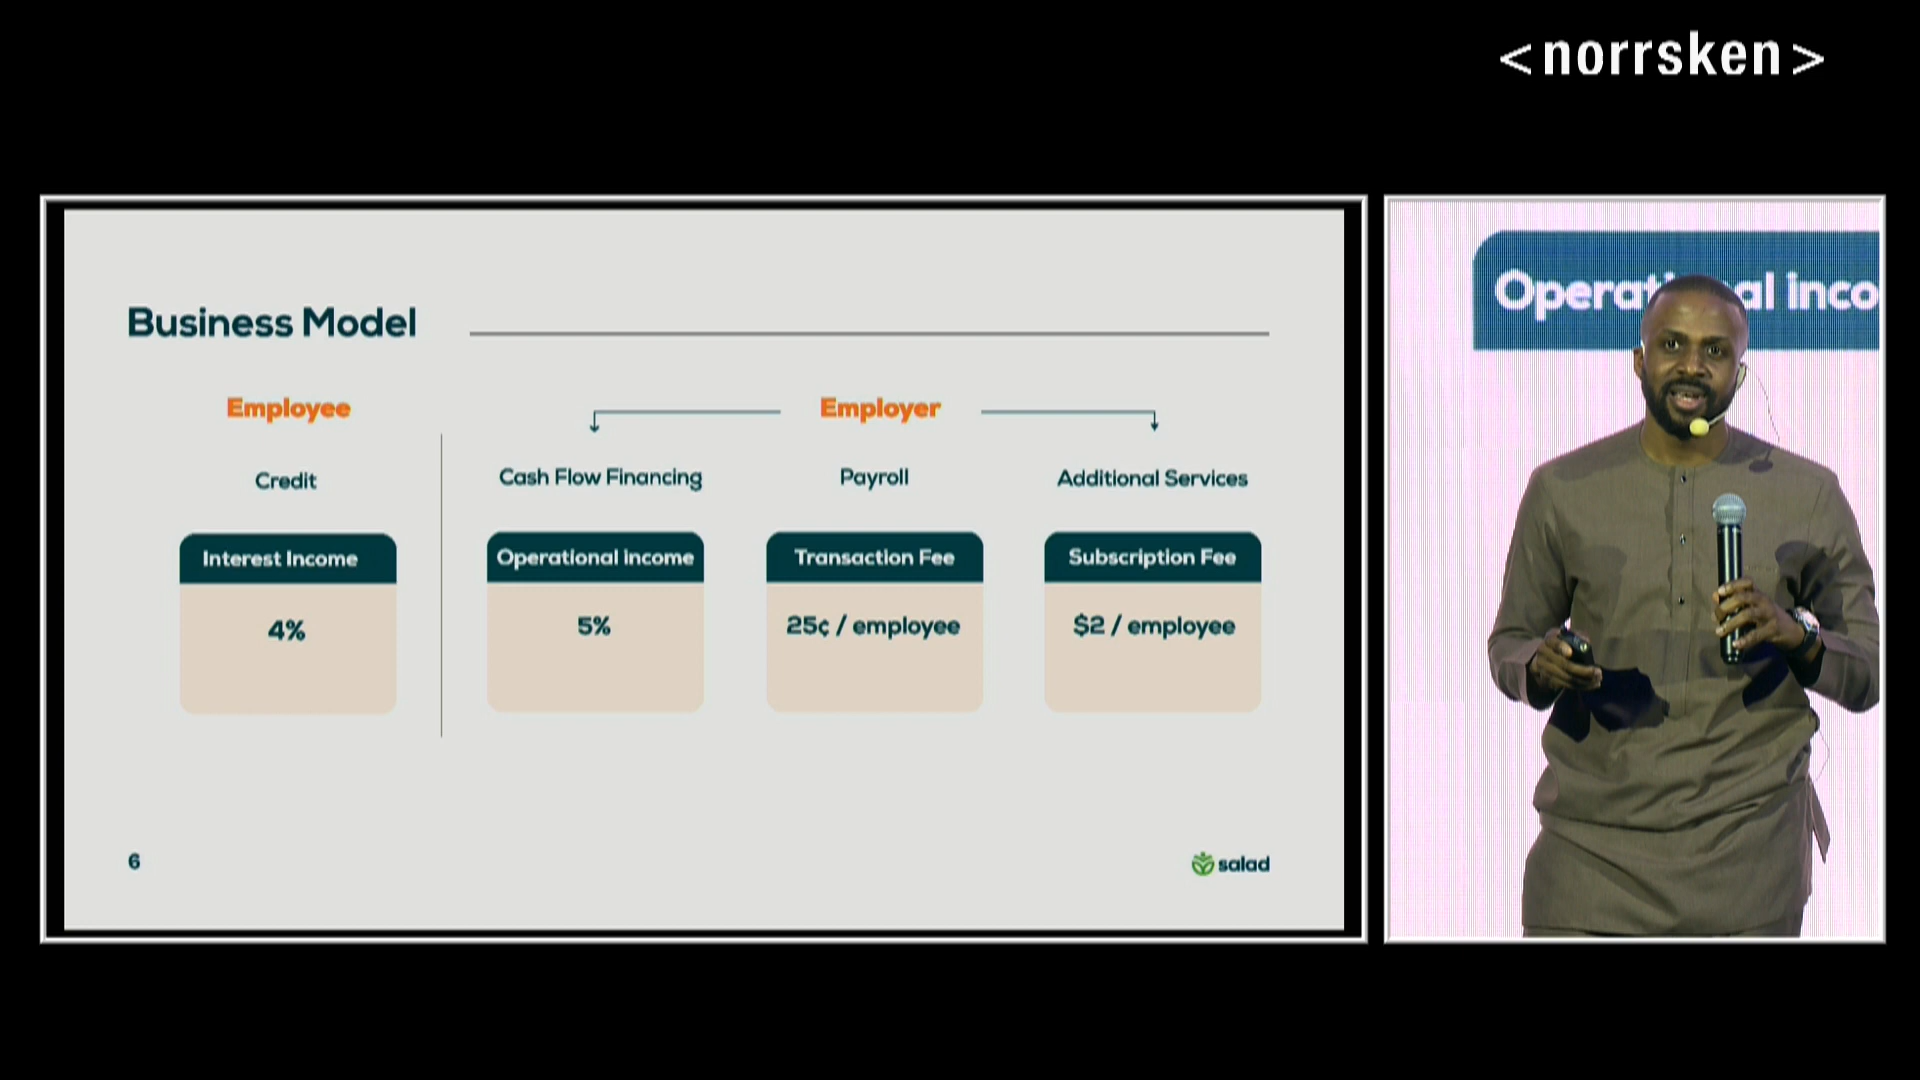 <norrsken>
Business Model
Employee
Employer
Credit
Cash Flow Financing
Payroll
Additional Services
Interest Income
Operational income
Transaction Fee
Subscription Fee
4%
5%
25¢ / employee
$2 / employee
6
salad
Operational inco